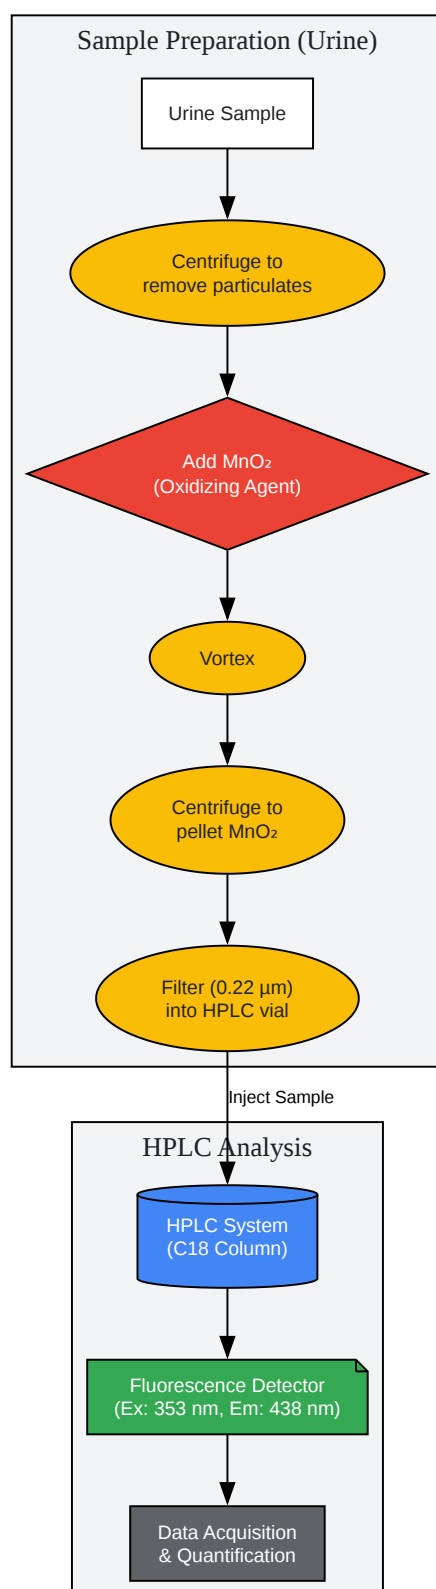 Sample Preparation (Urine)
Urine Sample
Centrifuge to
remove particulates
Add MnO₂
(Oxidizing Agent)
Vortex
Centrifuge to
pellet MnO₂
Filter (0.22 µm)
into HPLC vial
Inject Sample
HPLC Analysis
HPLC System
(C18 Column)
Fluorescence Detector
(Ex: 353 nm, Em: 438 nm)
Data Acquisition
& Quantification